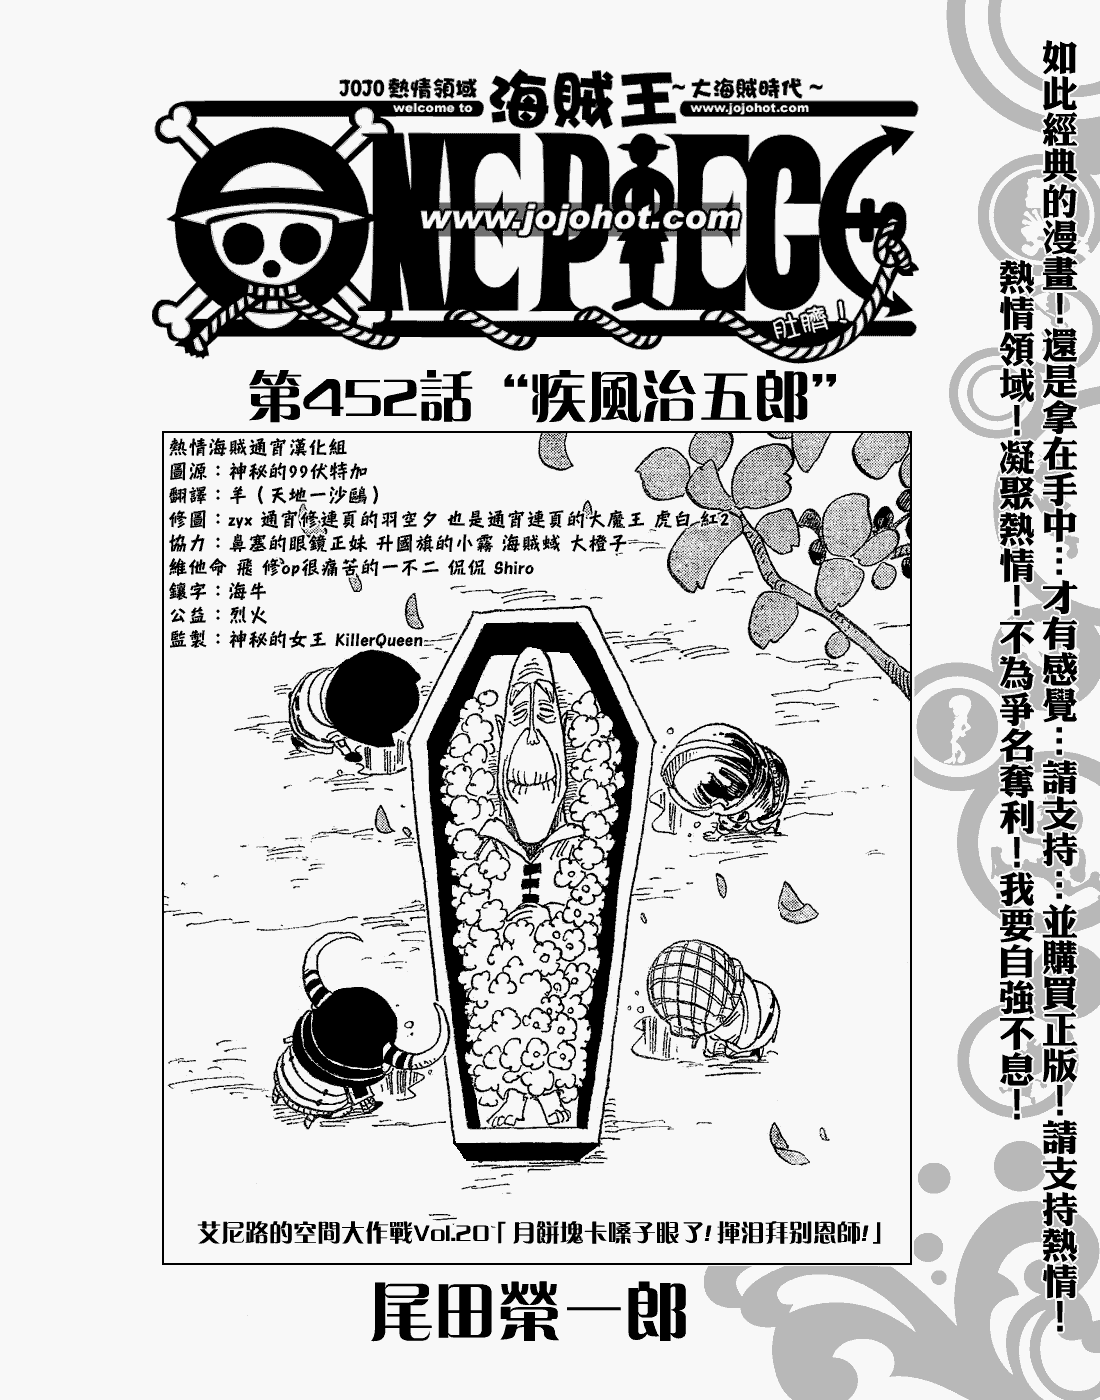 JOJO 熱情領域 海賊王 ~ 大海賊時代 ~
welcome to www.jojohot.com
ONE PIECE
www.jojohot.com
肚臍！
第452話 “疾風治五郎”
熱情海賊通宵漢化組
圖源：神秘的99伏特加
翻譯：羊（天地一沙鷗）
修圖：zyx 通宵修連頁的羽空夕 也是通宵連頁的大魔王 虎白 紅2
協力：鼻塞的眼鏡正妹 升國旗的小霧 海賊蛾 大橙子
維他命 飛 修op很痛苦的一不二 侃侃 Shiro
鑲字：海牛
公益：烈火
監製：神秘的女王 KillerQueen
艾尼路的空間大作戰Vol.20「月餅塊卡嗓子眼了!揮泪拜別恩師!」
尾田榮一郎
如此經典的漫畫！還是拿在手中…才有感覺…請支持…並購買正版！請支持熱情！
熱情領域！凝聚熱情！不為爭名奪利！我要自強不息！